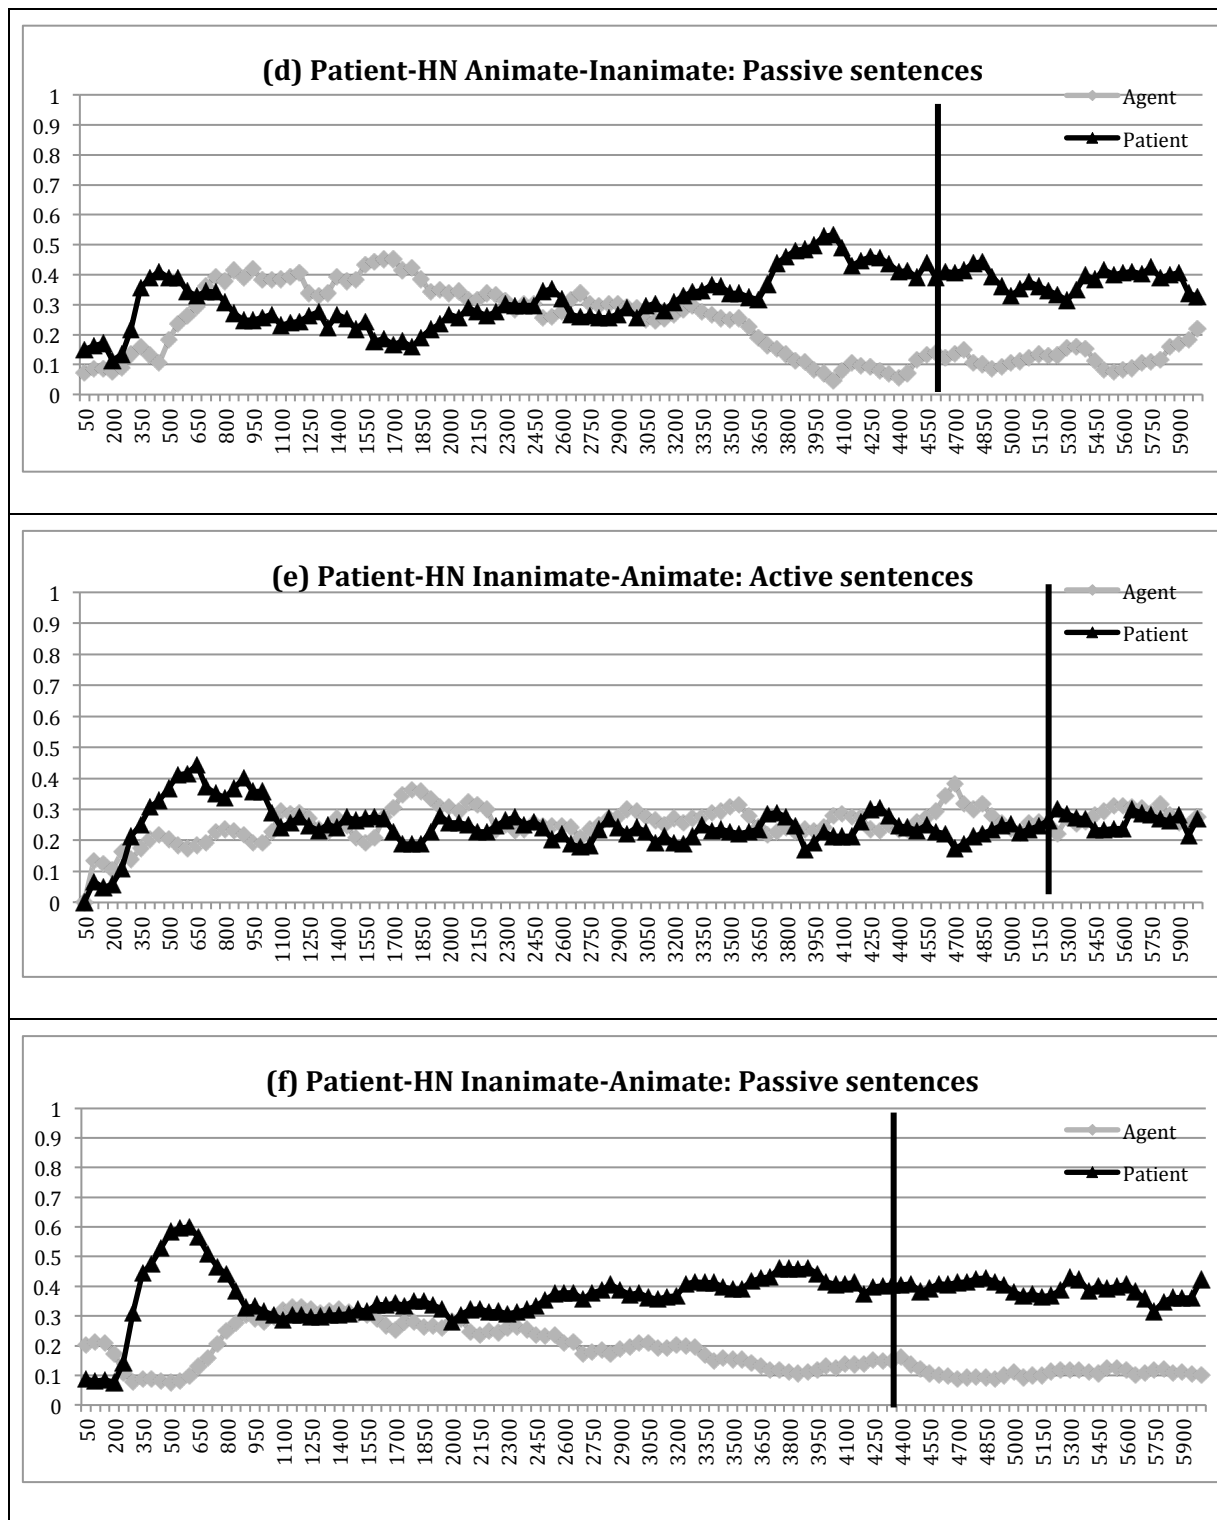 (d) Patient-HN Animate-Inanimate: Passive sentences
Agent
Patient
1
0.9
0.8
0.7
0.6
0.5
0.4
0.3
0.2
0.1
0
50 200 350 500 650 800 950 1100 1250 1400 1550 1700 1850 2000 2150 2300 2450 2600 2750 2900 3050 3200 3350 3500 3650 3800 3950 4100 4250 4400 4550 4700 4850 5000 5150 5300 5450 5600 5750 5900
(e) Patient-HN Inanimate-Animate: Active sentences
Agent
Patient
1
0.9
0.8
0.7
0.6
0.5
0.4
0.3
0.2
0.1
0
50 200 350 500 650 800 950 1100 1250 1400 1550 1700 1850 2000 2150 2300 2450 2600 2750 2900 3050 3200 3350 3500 3650 3800 3950 4100 4250 4400 4550 4700 4850 5000 5150 5300 5450 5600 5750 5900
(f) Patient-HN Inanimate-Animate: Passive sentences
Agent
Patient
1
0.9
0.8
0.7
0.6
0.5
0.4
0.3
0.2
0.1
0
50 200 350 500 650 800 950 1100 1250 1400 1550 1700 1850 2000 2150 2300 2450 2600 2750 2900 3050 3200 3350 3500 3650 3800 3950 4100 4250 4400 4550 4700 4850 5000 5150 5300 5450 5600 5750 5900